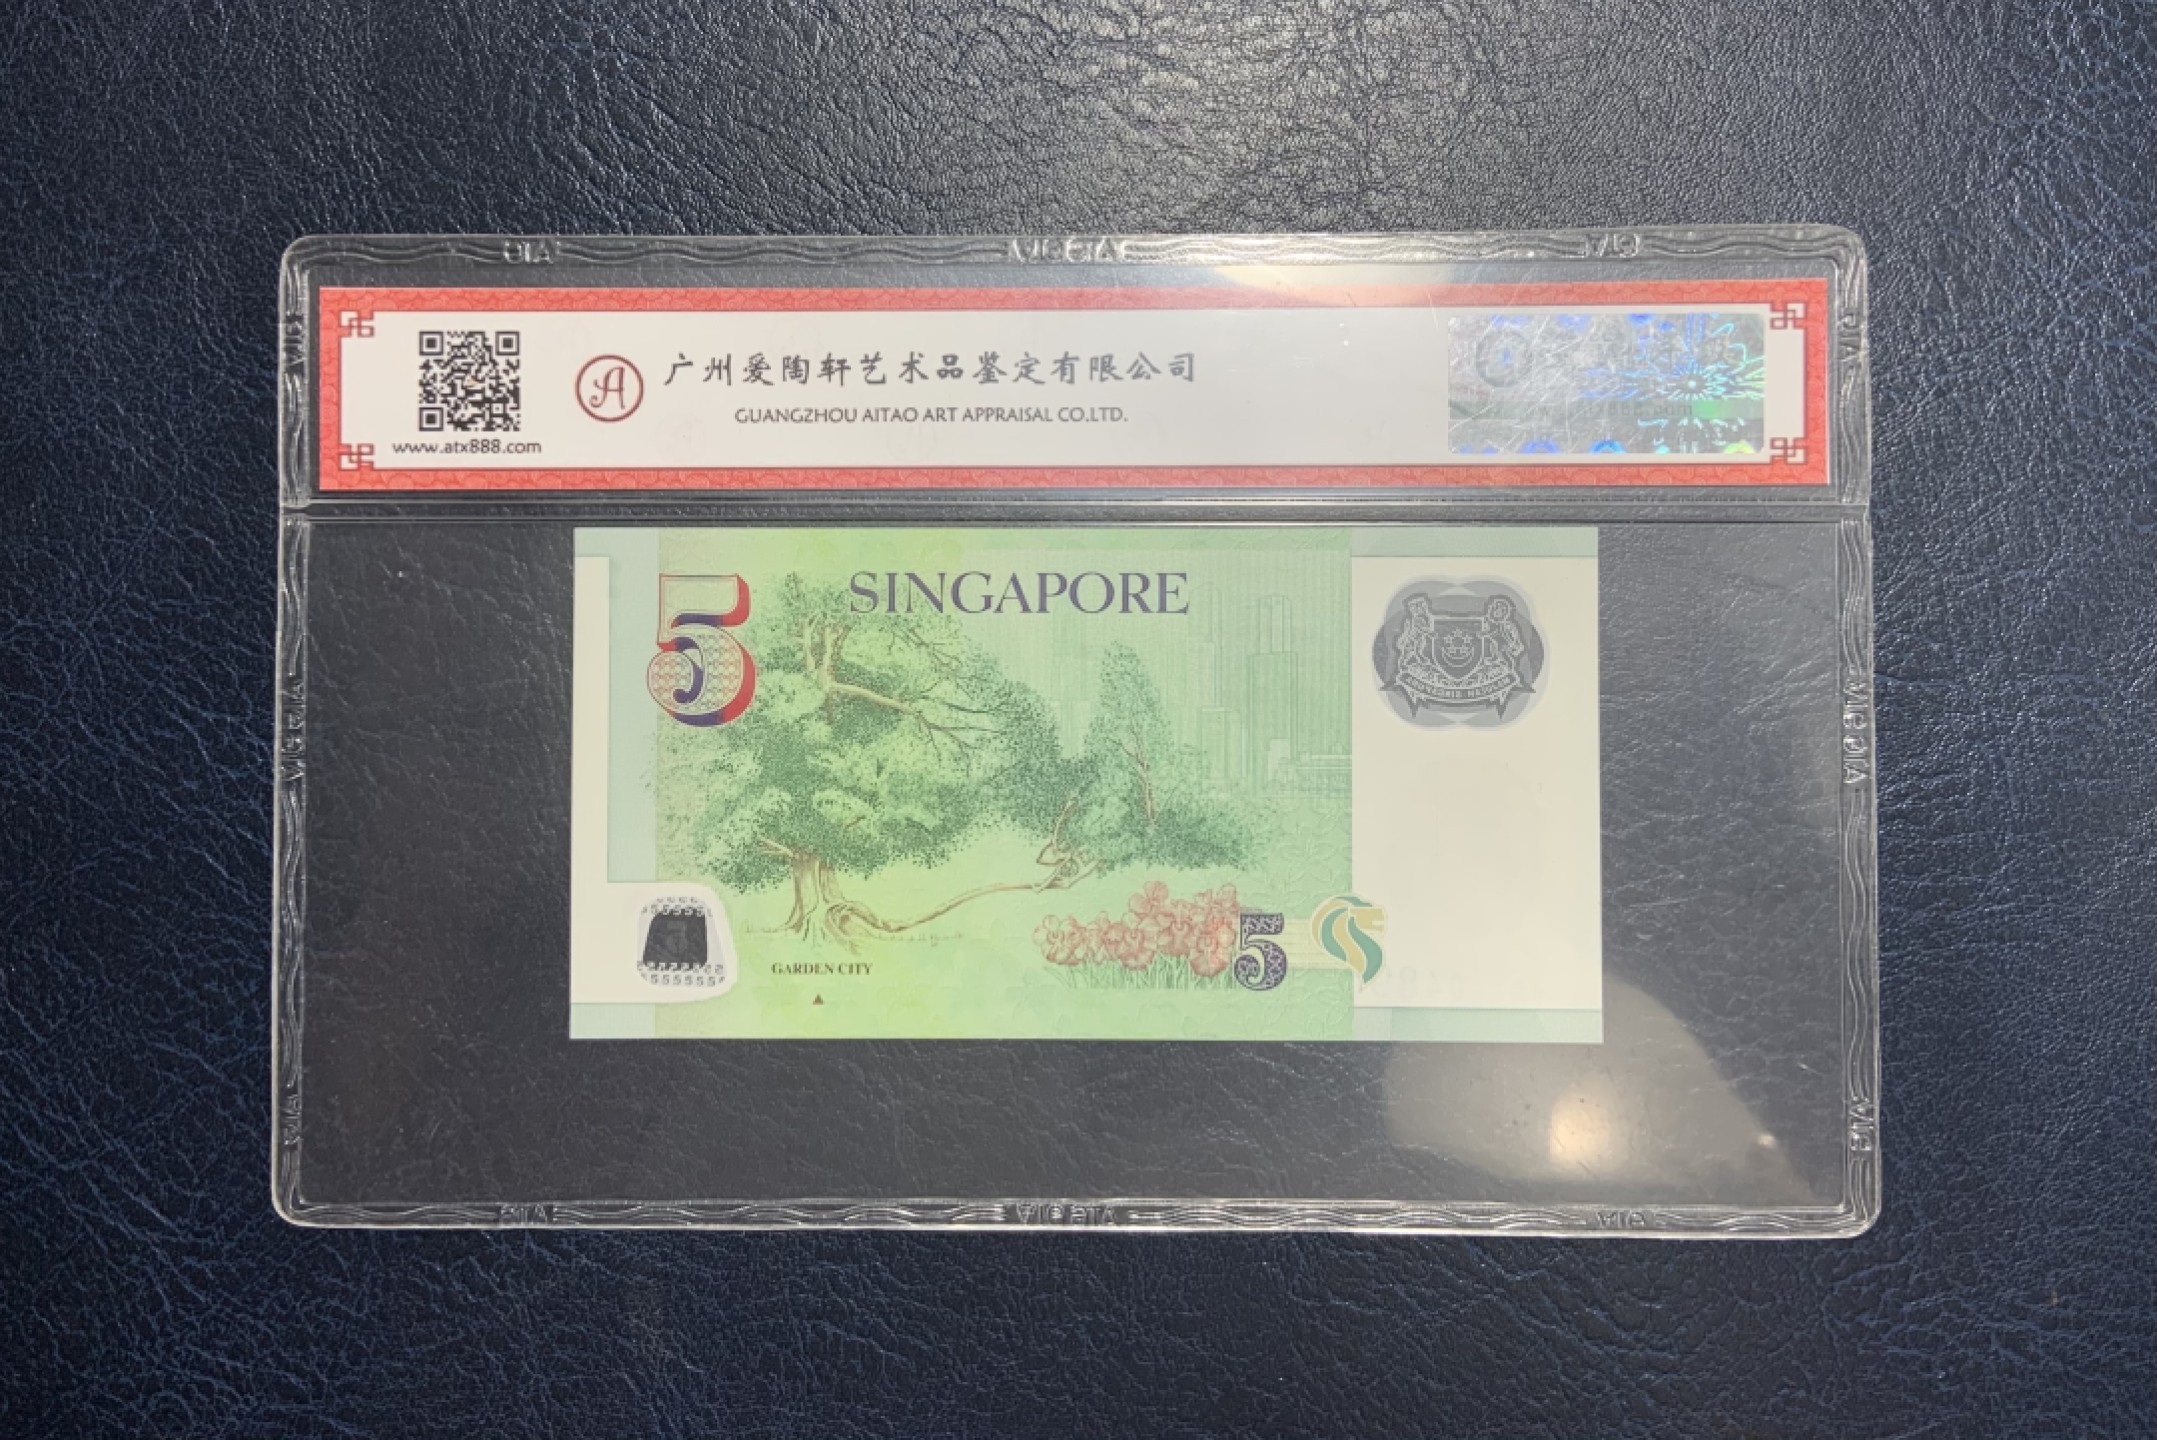 广州爱陶轩艺术品鉴定有限公司
GUANGZHOU AITAO ART APPRAISAL CO.LTD.
www.atx888.com
SINGAPORE
5
GARDEN CITY
5